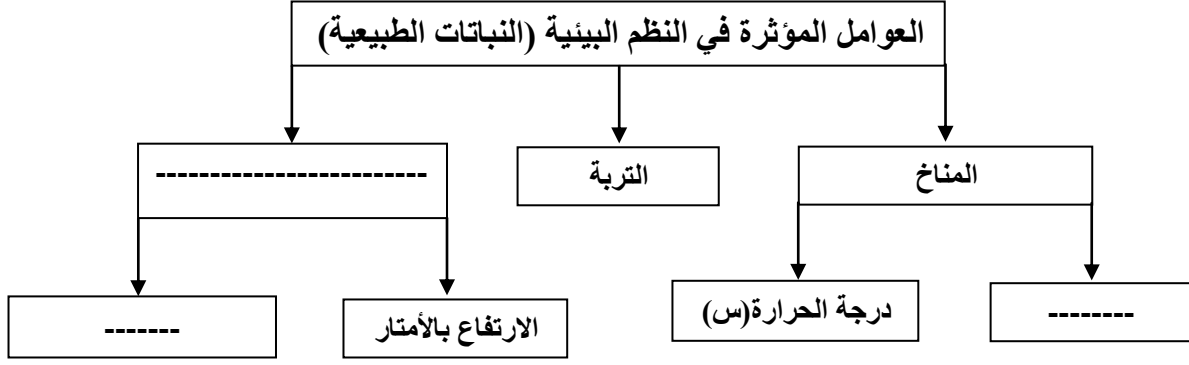 العوامل المؤثرة في النظم البيئية (النباتات الطبيعية)
المناخ
التربة
---------------------------
--------
درجة الحرارة(س)
الارتفاع بالأمتار
-------